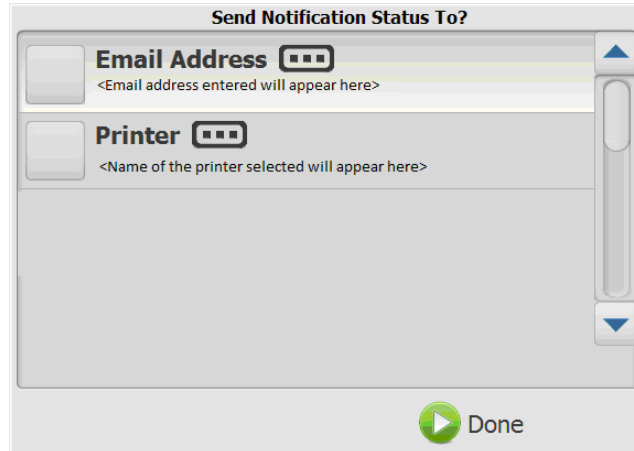 Send Notification Status To?
Email Address
<Email address entered will appear here>
Printer
<Name of the printer selected will appear here>
Done